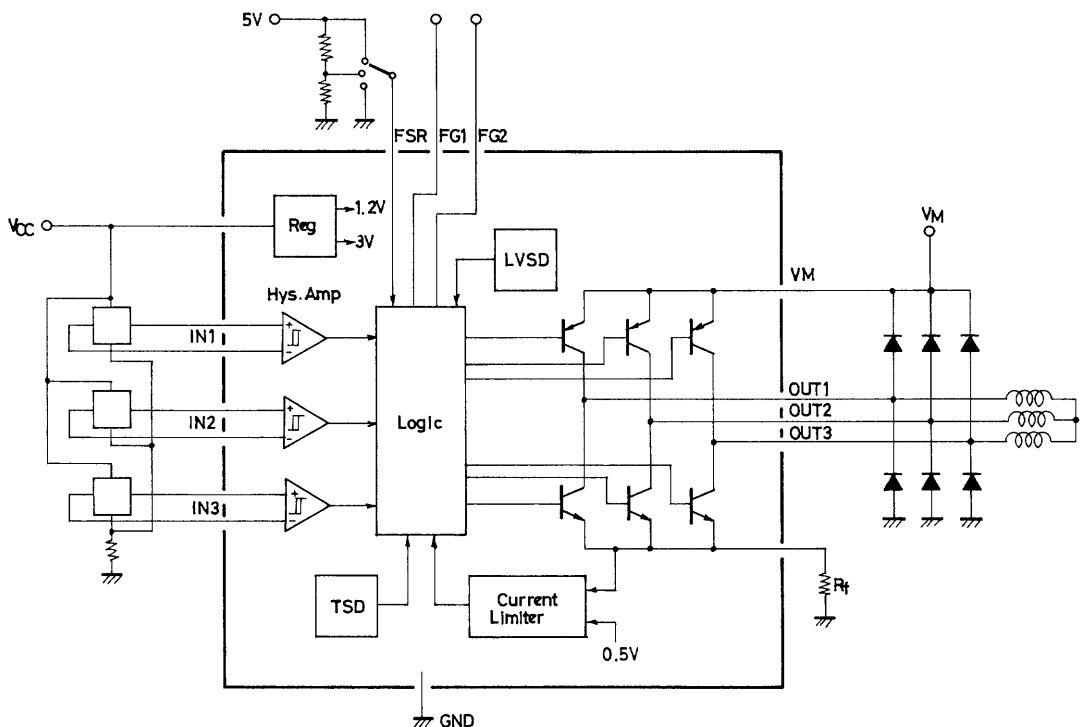 5V
FSR FG1 FG2
VCC
Reg
1.2V
3V
LVSD
VM
VM
Hys.Amp
+
-
IN1
+
-
IN2
+
-
IN3
Logic
OUT1
OUT2
OUT3
TSD
Current
Limiter
0.5V
Rf
GND